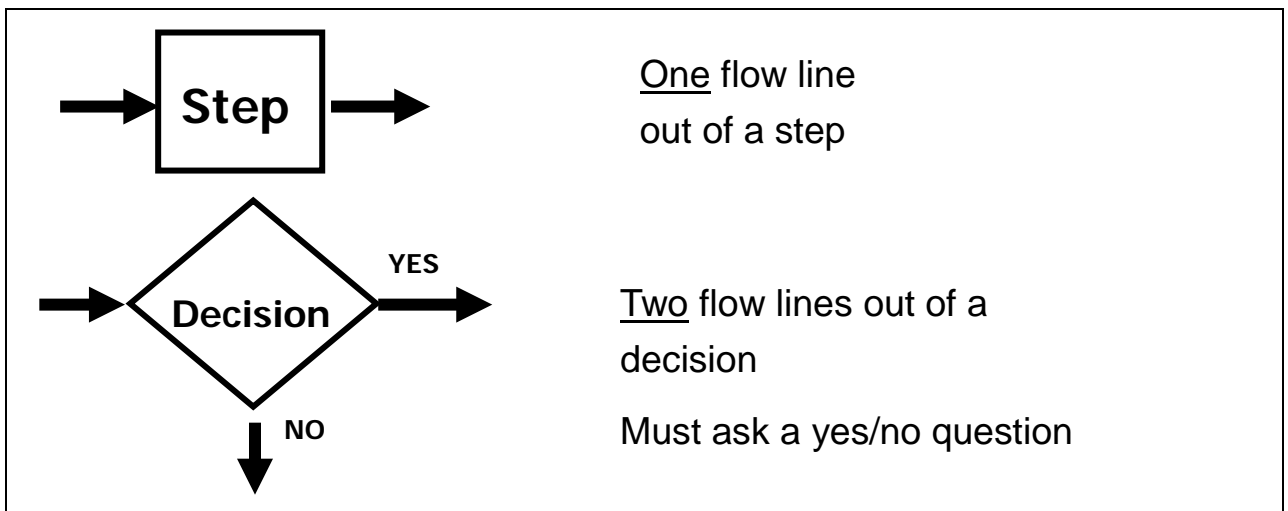 Step
One flow line
out of a step
YES
Decision
Two flow lines out of a
decision
NO
Must ask a yes/no question